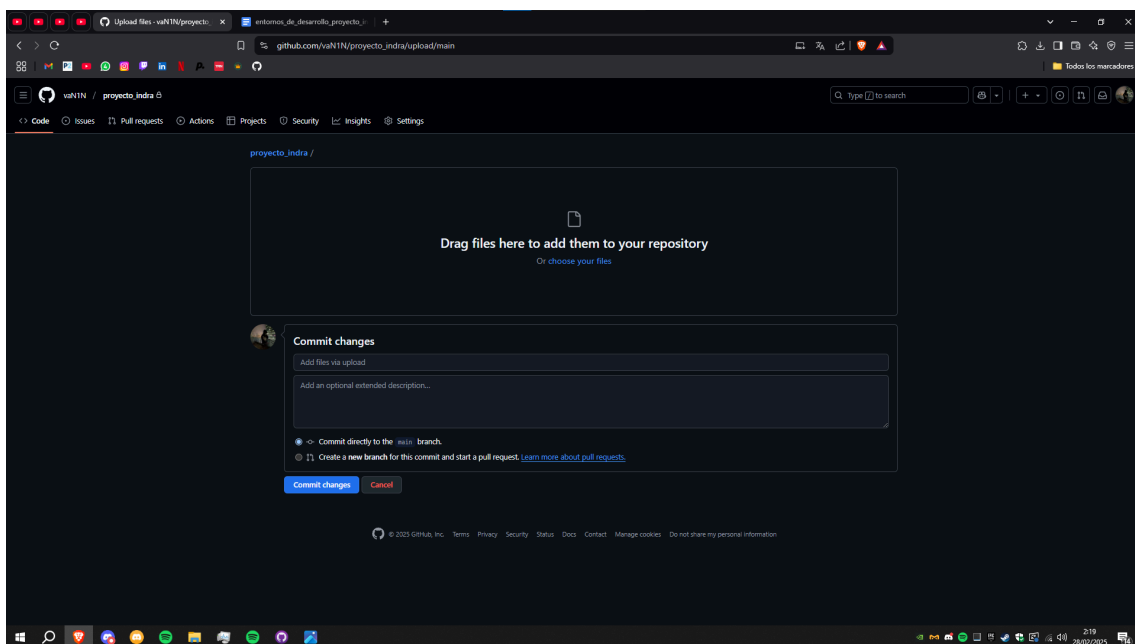 Upload files · vaN1N/proyecto_
entornos_de_desarrollo_proyecto_in
github.com/vaN1N/proyecto_indra/upload/main
Todos los marcadores
vaN1N / proyecto_indra
Type / to search
Code Issues Pull requests Actions Projects Security Insights Settings
proyecto_indra /
Drag files here to add them to your repository
Or choose your files
Commit changes
Add files via upload
Add an optional extended description...
Commit directly to the main branch.
Create a new branch for this commit and start a pull request. Learn more about pull requests.
Commit changes Cancel
© 2025 GitHub, Inc. Terms Privacy Security Status Docs Contact Manage cookies Do not share my personal information
2:19
28/02/2025